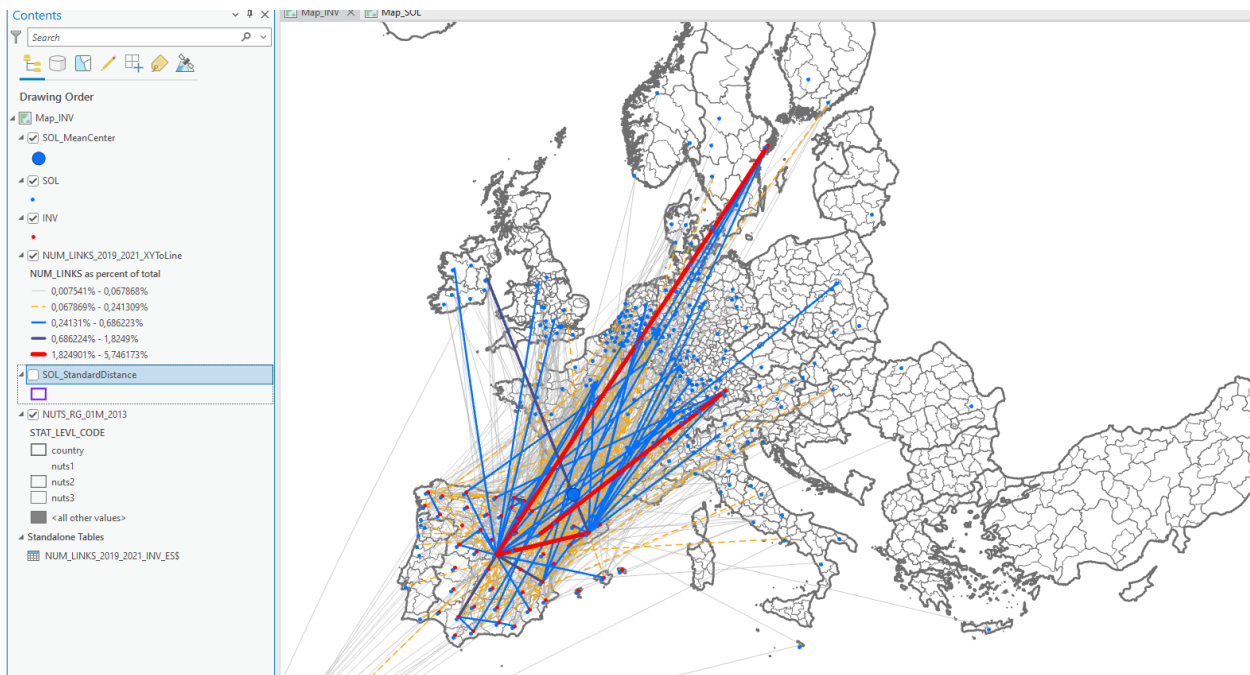 Contents
Map_INV
Map_SOL
Search
Drawing Order
Map_INV
SOL_MeanCenter
SOL
INV
NUM_LINKS_2019_2021_XYToLine
NUM_LINKS as percent of total
0,007541% - 0,067868%
0,067869% - 0,241309%
0,24131% - 0,686223%
0,686224% - 1,8249%
1,824901% - 5,746173%
SOL_StandardDistance
NUTS_RG_01M_2013
STAT_LEVL_CODE
country
nuts1
nuts2
nuts3
<all other values>
Standalone Tables
NUM_LINKS_2019_2021_INV_ES$